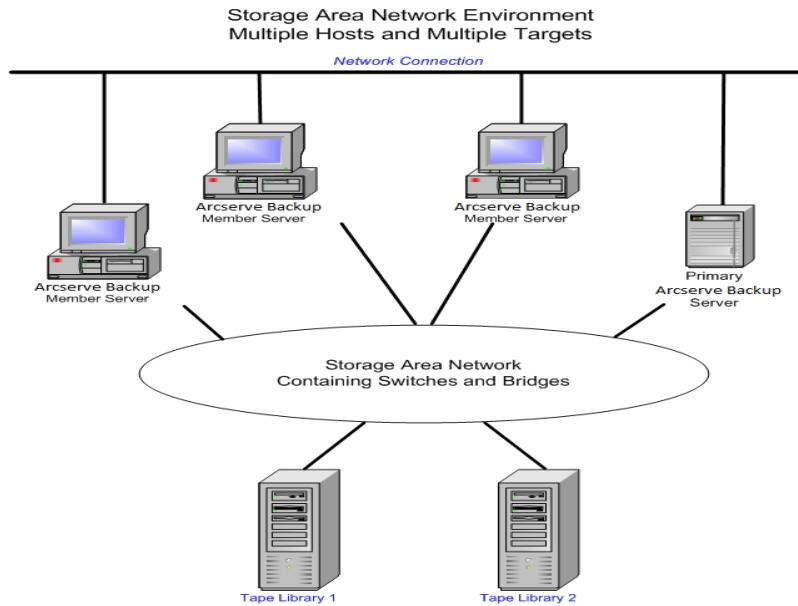 Storage Area Network Environment
Multiple Hosts and Multiple Targets
Network Connection
Arcserve Backup
Member Server
Arcserve Backup
Member Server
Arcserve Backup
Member Server
Primary
Arcserve Backup
Server
Storage Area Network
Containing Switches and Bridges
Tape Library 1
Tape Library 2